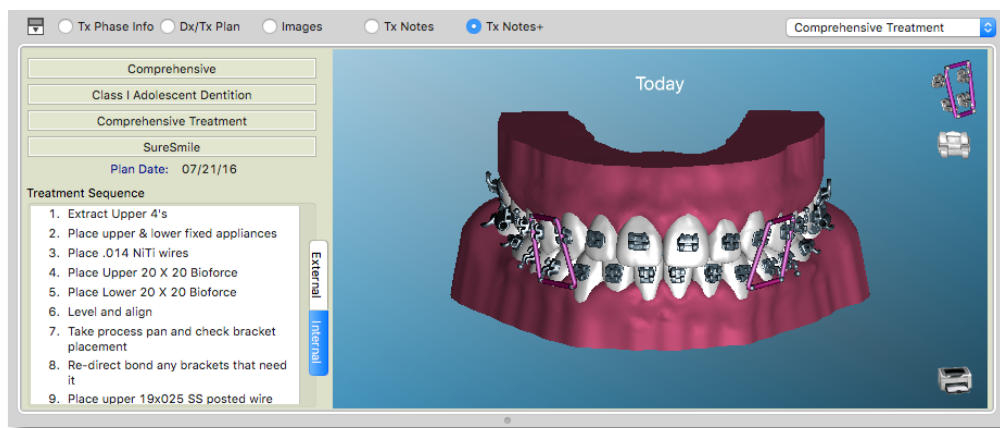 Tx Phase Info Dx/Tx Plan Images Tx Notes Tx Notes+ Comprehensive Treatment
Comprehensive
Class I Adolescent Dentition
Comprehensive Treatment
SureSmile
Plan Date: 07/21/16
Treatment Sequence
1. Extract Upper 4's
2. Place upper & lower fixed appliances
3. Place .014 NiTi wires
4. Place Upper 20 X 20 Bioforce
5. Place Lower 20 X 20 Bioforce
6. Level and align
7. Take process pan and check bracket
placement
8. Re-direct bond any brackets that need
it
9. Place upper 19x025 SS posted wire
External
Internal
Today